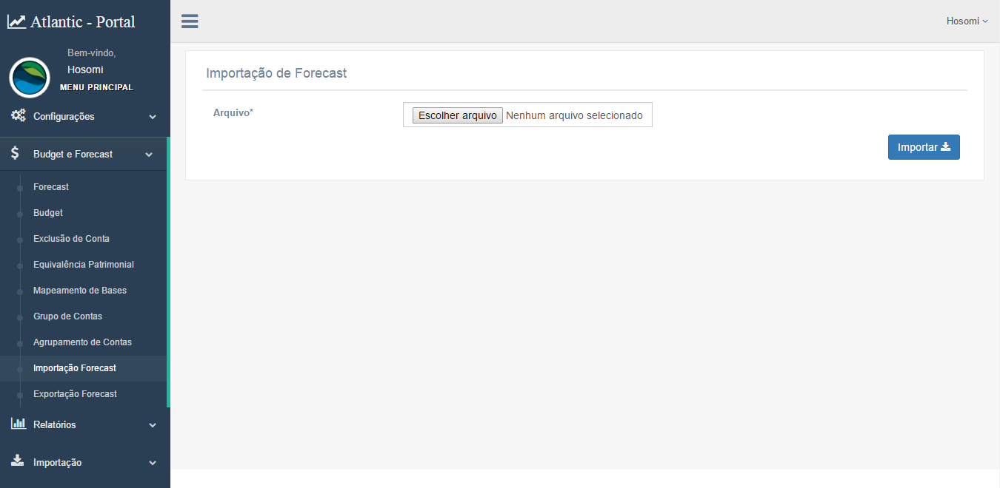 Atlantic - Portal
Bem-vindo,
Hosomi
MENU PRINCIPAL
Configurações
Budget e Forecast
Forecast
Budget
Exclusão de Conta
Equivalência Patrimonial
Mapeamento de Bases
Grupo de Contas
Agrupamento de Contas
Importação Forecast
Exportação Forecast
Relatórios
Importação
Hosomi
Importação de Forecast
Arquivo*
Escolher arquivo Nenhum arquivo selecionado
Importar